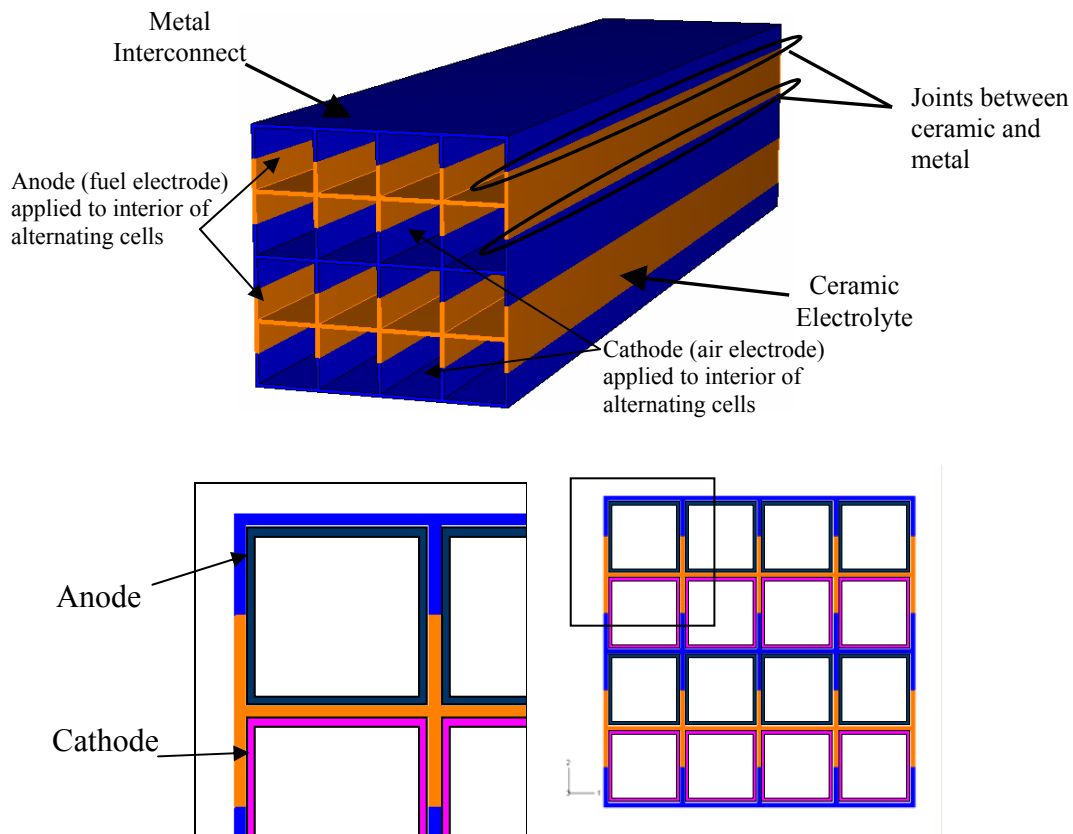 Metal
Interconnect
Joints between
ceramic and
metal
Anode (fuel electrode)
applied to interior of
alternating cells
Ceramic
Electrolyte
Cathode (air electrode)
applied to interior of
alternating cells
Anode
Cathode
2
3
1